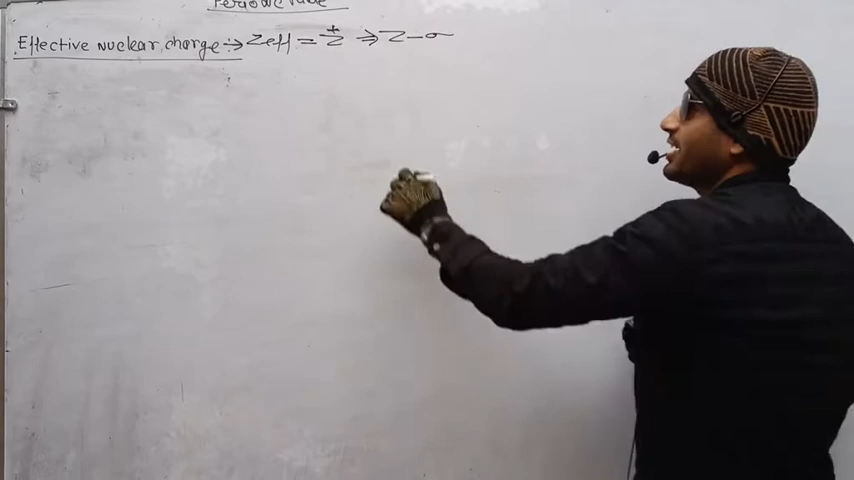 Periodic Table
Effective nuclear charge :→ Zeff = Z* ⇒ Z-σ